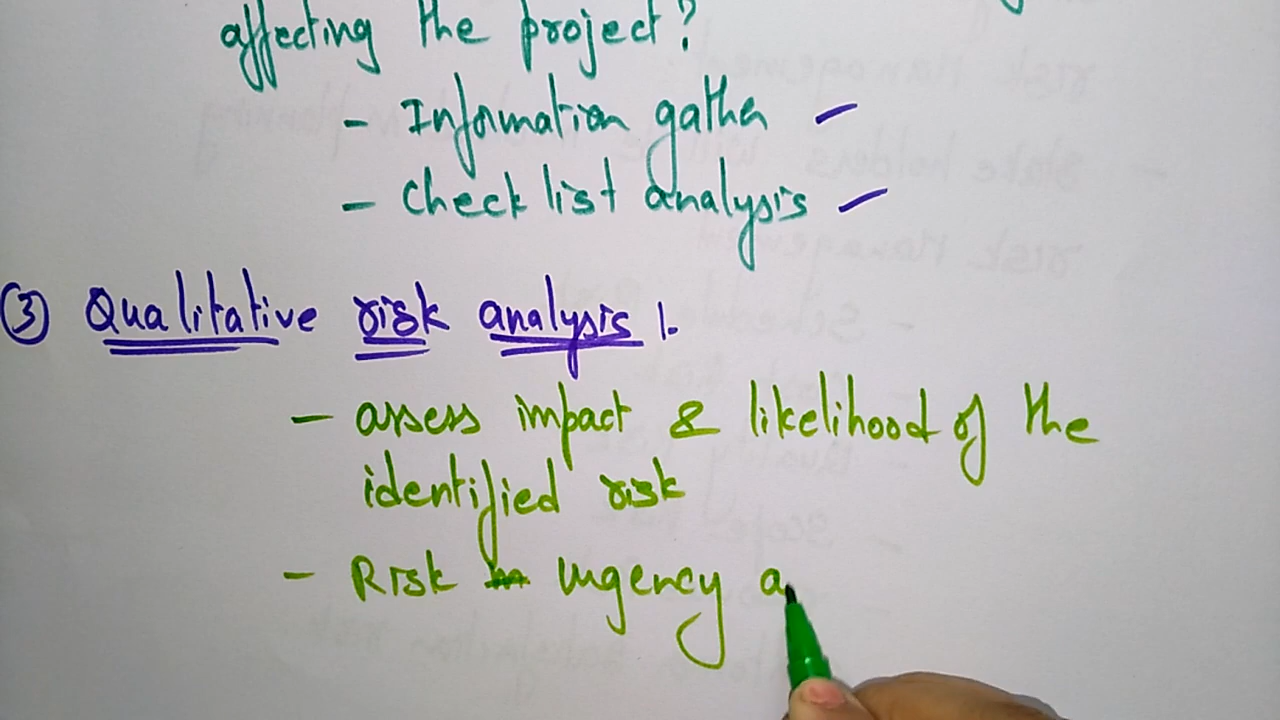 affecting the project?
- Information gather
- Check list analysis
③ Qualitative risk analysis :-
- assess impact & likelihood of the
identified risk
- Risk urgency a